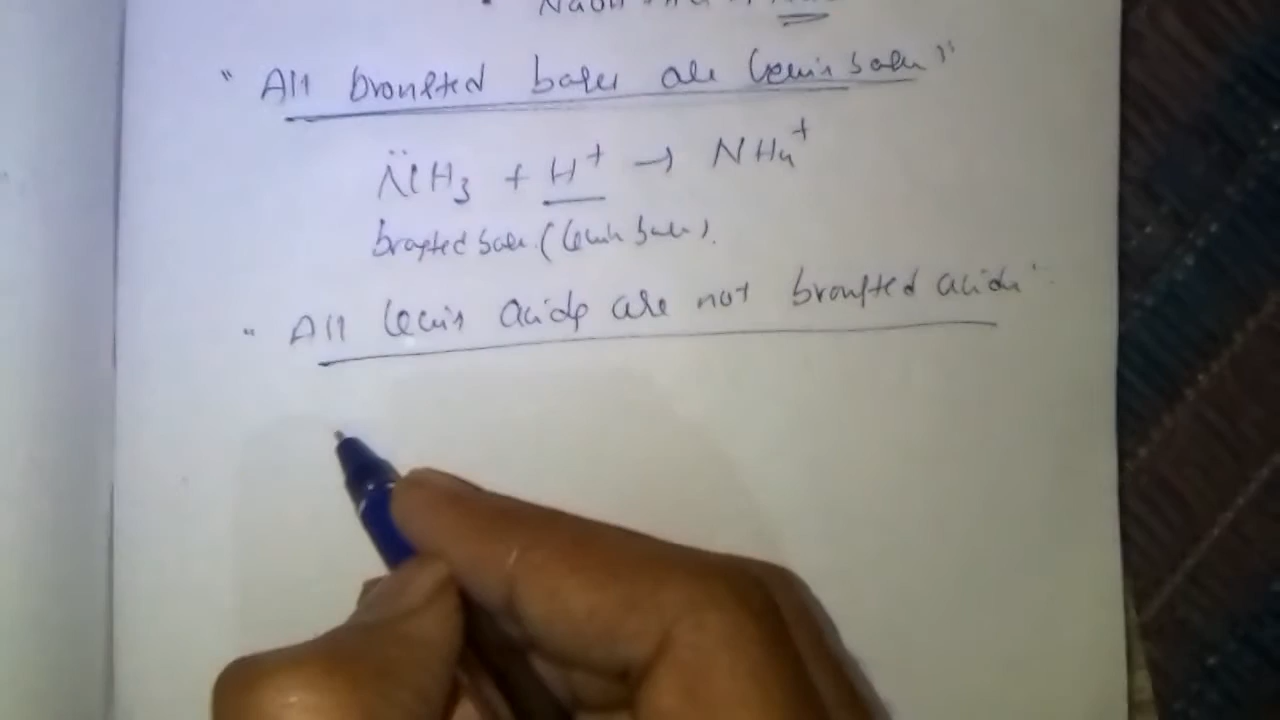 • NaOH
" All bronsted bases are lewis bases "
N̈H3 + H+ → NH4+
bronsted base (lewis base).
" All lewis acids are not bronsted acids "